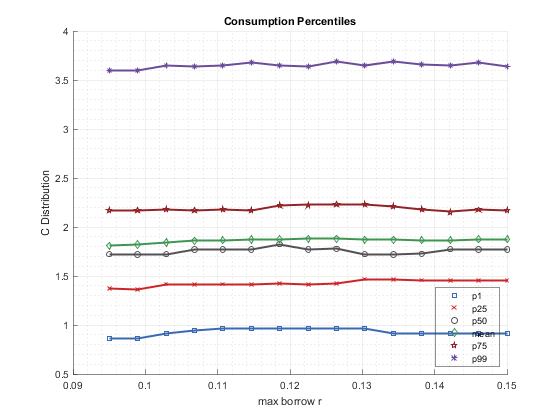 Consumption Percentiles
4
3.5
3
2.5
2
1.5
1
0.5
C Distribution
0.09
0.1
0.11
0.12
0.13
0.14
0.15
max borrow r
p1
p25
p50
mean
p75
p99